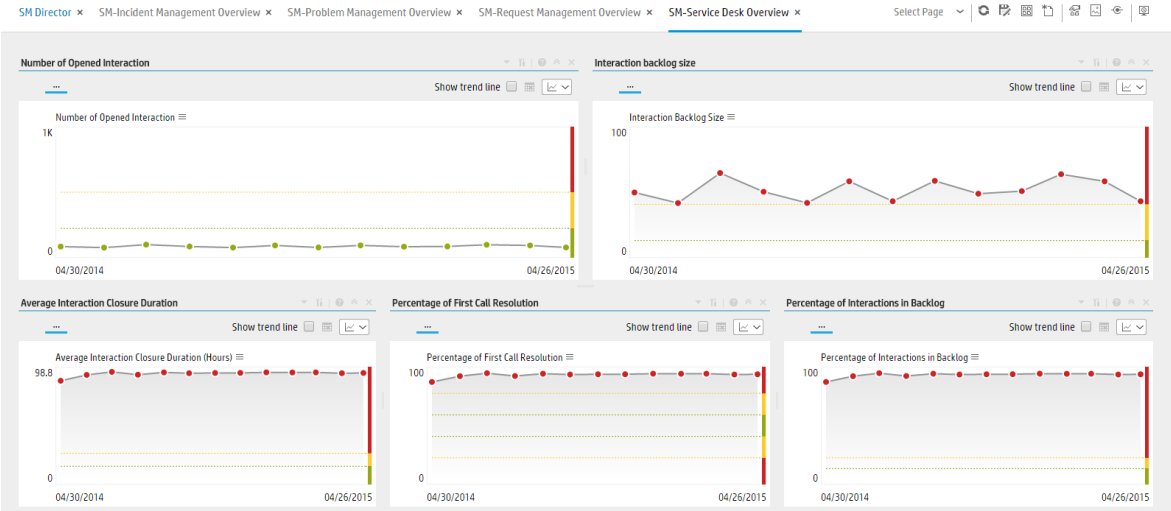 SM Director × SM-Incident Management Overview × SM-Problem Management Overview × SM-Request Management Overview × SM-Service Desk Overview × Select Page
Number of Opened Interaction
...
Show trend line
Number of Opened Interaction
1K
0
04/30/2014 04/26/2015
Interaction backlog size
...
Show trend line
Interaction Backlog Size
100
0
04/30/2014 04/26/2015
Average Interaction Closure Duration
...
Show trend line
Average Interaction Closure Duration (Hours)
98.8
0
04/30/2014 04/26/2015
Percentage of First Call Resolution
...
Show trend line
Percentage of First Call Resolution
100
0
04/30/2014 04/26/2015
Percentage of Interactions in Backlog
...
Show trend line
Percentage of Interactions in Backlog
100
0
04/30/2014 04/26/2015